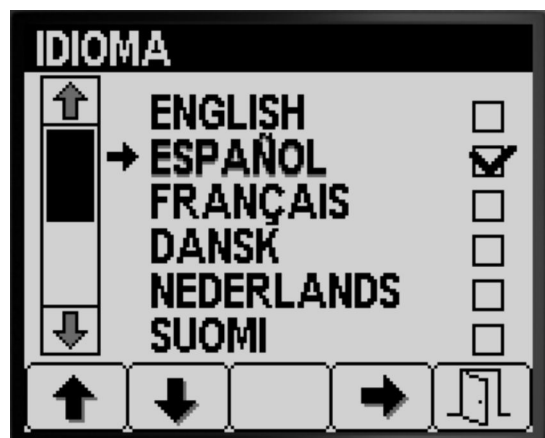 IDIOMA
ENGLISH
ESPAÑOL
FRANÇAIS
DANSK
NEDERLANDS
SUOMI